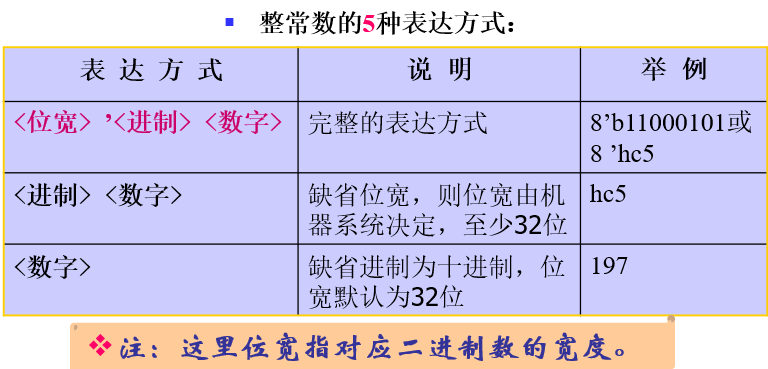 整常数的5种表达方式：
表 达 方 式 说 明 举 例
<位宽> ’<进制> <数字> 完整的表达方式 8’b11000101或
8 ’hc5
<进制> <数字> 缺省位宽，则位宽由机 hc5
器系统决定，至少32位
<数字> 缺省进制为十进制，位 197
宽默认为32位
注：这里位宽指对应二进制数的宽度。